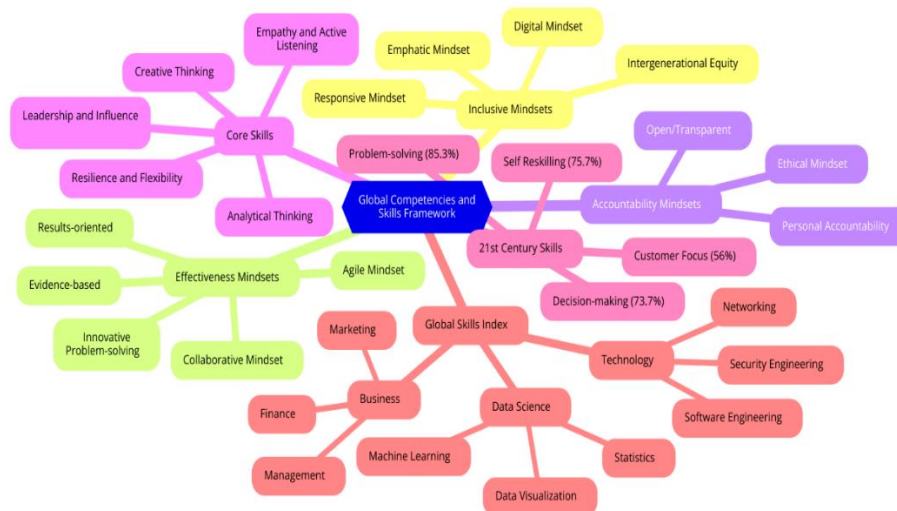 Global Competencies and
Skills Framework
Core Skills
Empathy and Active
Listening
Creative Thinking
Leadership and Influence
Resilience and Flexibility
Analytical Thinking
Inclusive Mindsets
Digital Mindset
Emphatic Mindset
Intergenerational Equity
Responsive Mindset
Accountability Mindsets
Open/Transparent
Ethical Mindset
Personal Accountability
Problem-solving (85.3%)
21st Century Skills
Self Reskilling (75.7%)
Customer Focus (56%)
Decision-making (73.7%)
Effectiveness Mindsets
Results-oriented
Evidence-based
Innovative
Problem-solving
Collaborative Mindset
Agile Mindset
Global Skills Index
Business
Marketing
Finance
Management
Data Science
Machine Learning
Data Visualization
Statistics
Technology
Networking
Security Engineering
Software Engineering